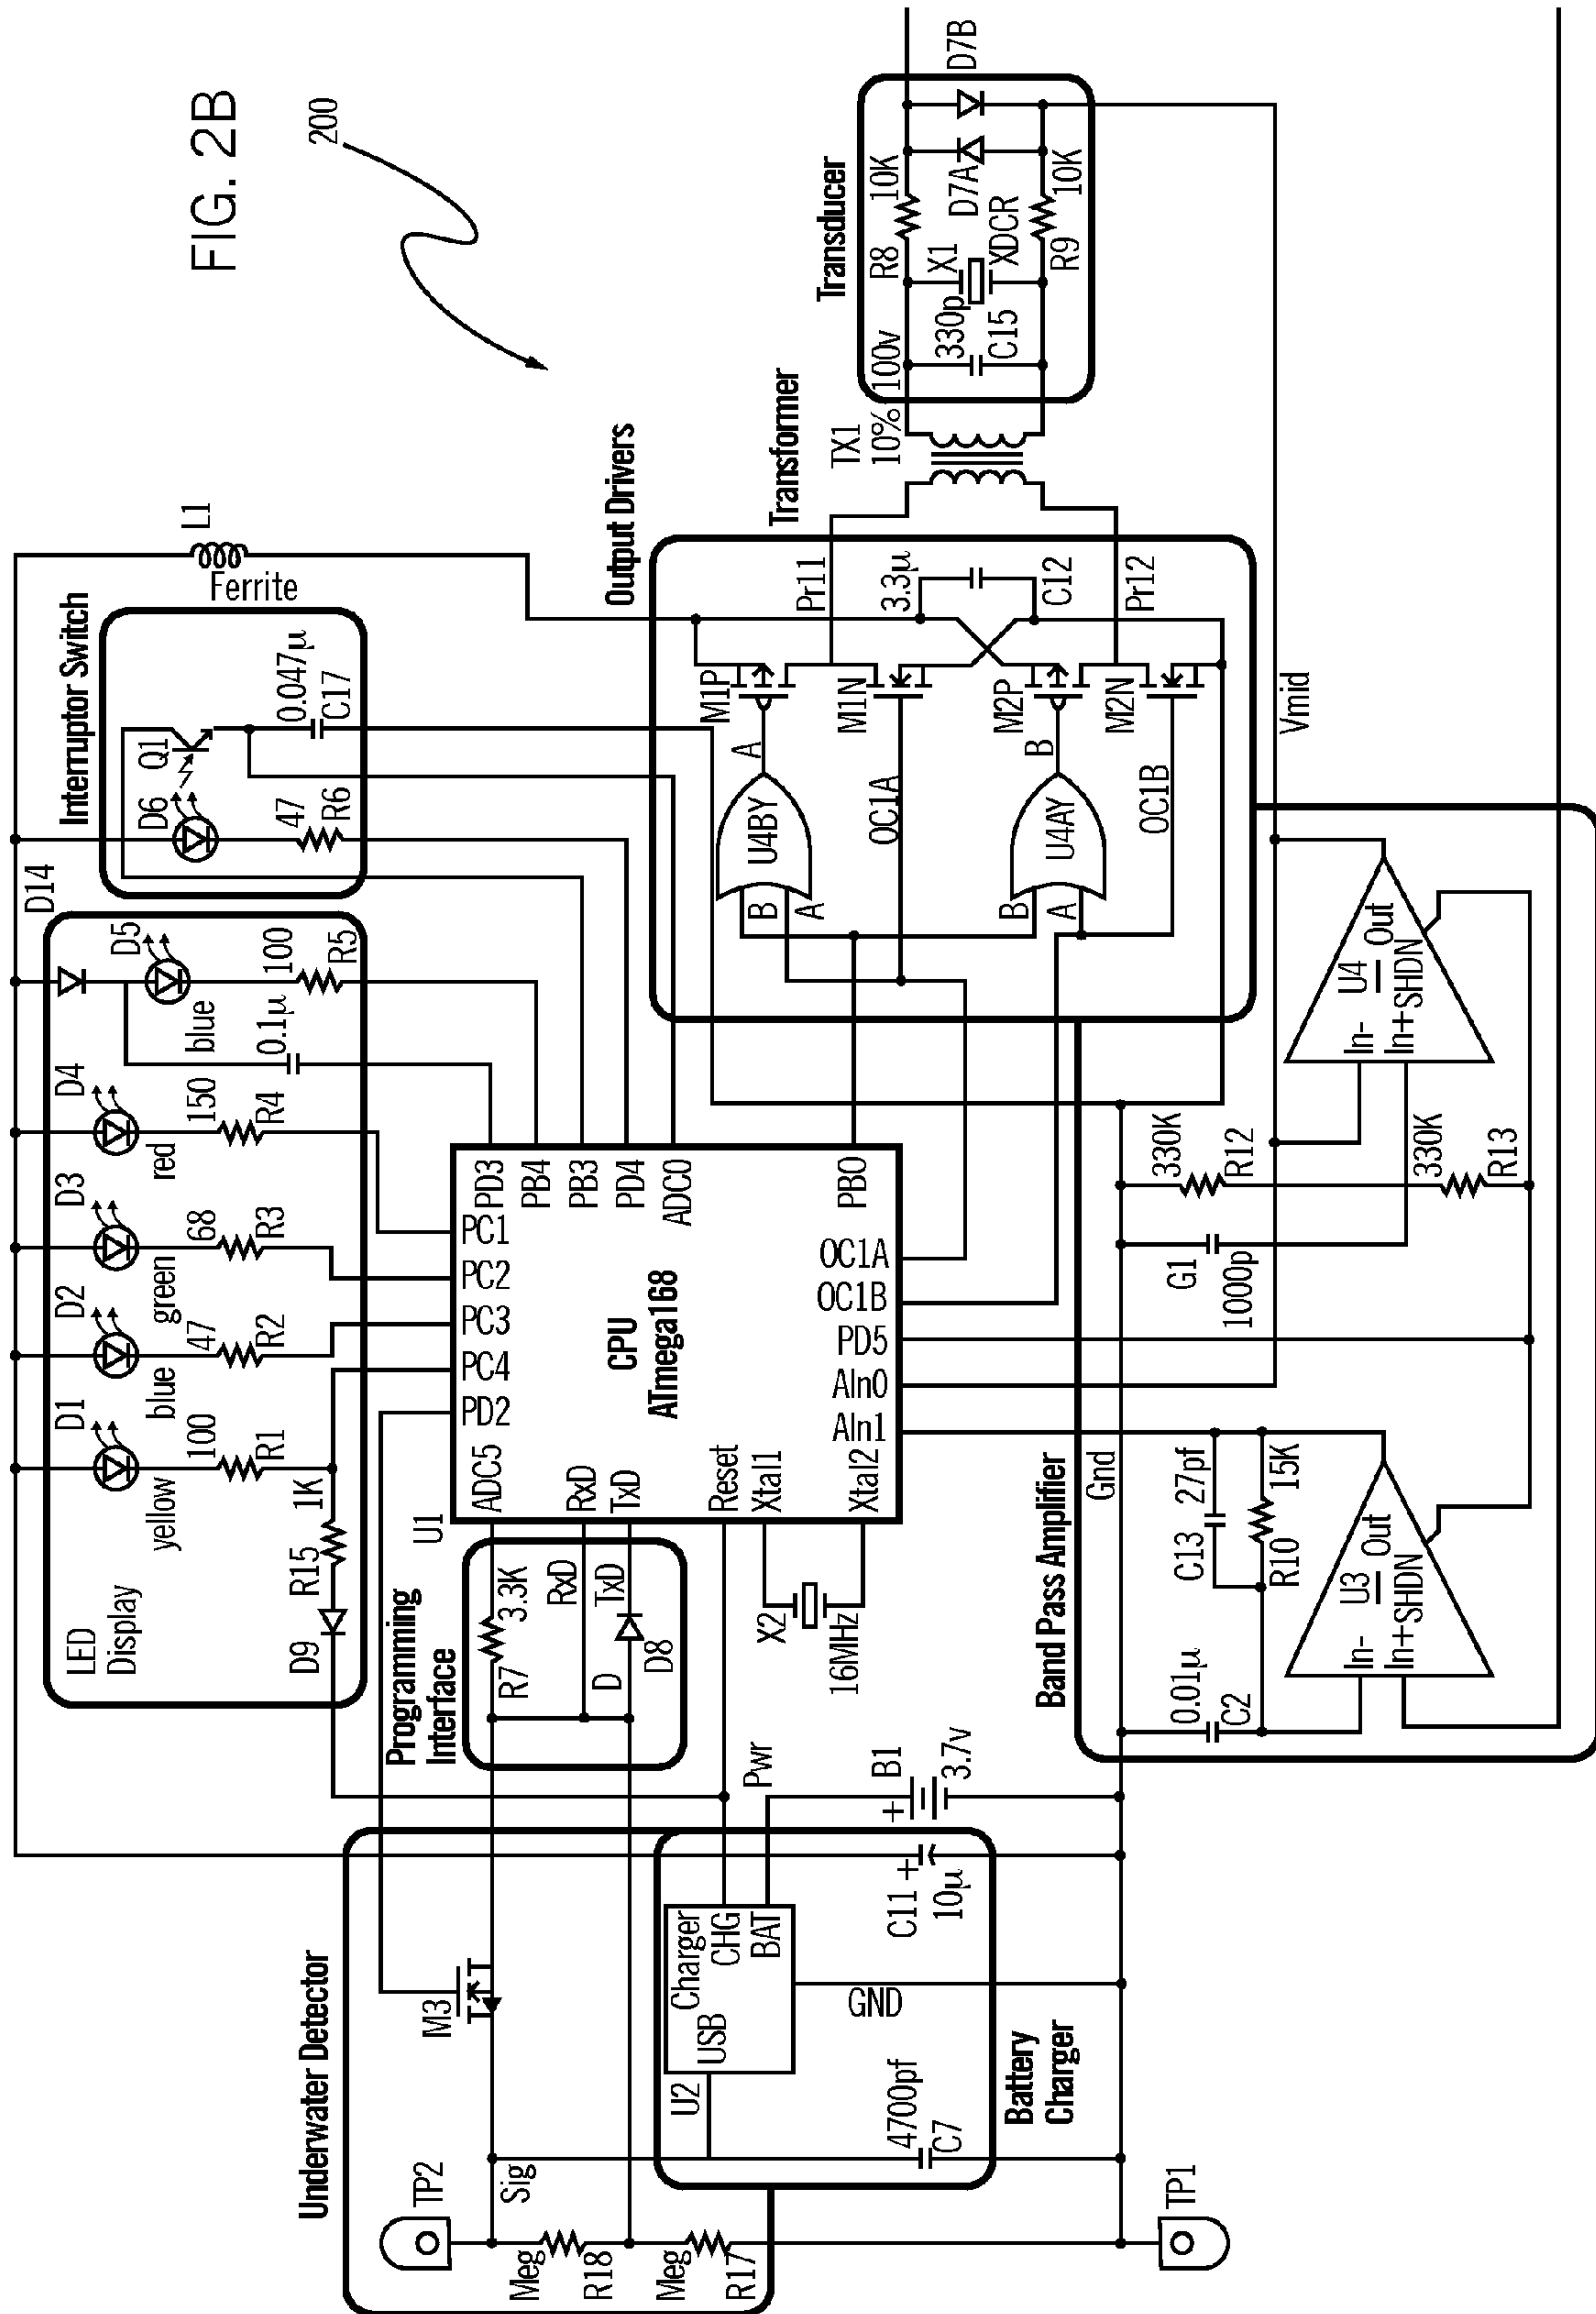 FIG. 2B
200
LED
Display
D1
yellow
100
R1
D2
blue
47
R2
D3
green
68
R3
D4
red
150
R4
D14
D5
blue
100
R5
0.1µ
D9
R15
1K
Interruptor Switch
D6
Q1
47
R6
0.047µ
C17
Ferrite
L1
Underwater Detector
TP2
Sig
Meg
R18
Meg
R17
TP1
M3
Programming
Interface
R7
3.3K
RxD
TxD
D
D8
Battery
Charger
U2
USB
Charger
CHG
BAT
GND
4700pf
C7
C11
+
10µ
Pwr
B1
+
3.7v
X2
16MHz
U1
CPU
ATmega168
ADC5
RxD
TxD
Reset
Xtal1
Xtal2
PD2
PC4
PC3
PC2
PC1
PD3
PB4
PB3
PD4
ADC0
PB0
OC1A
OC1B
PD5
AIn0
AIn1
Output Drivers
U4BY
B
A
A
M1P
M1N
OC1A
U4AY
B
A
B
M2P
M2N
OC1B
Pr11
3.3µ
C12
Pr12
Transformer
TX1
10%
Transducer
100v
330p
C15
X1
XDCR
R8
10K
R9
10K
D7A
D7B
Vmid
Band Pass Amplifier
Gnd
0.01µ
C2
C13
27pf
R10
15K
In-
In+
SHDN
U3
Out
G1
1000p
330K
R12
330K
R13
In-
In+
SHDN
U4
Out